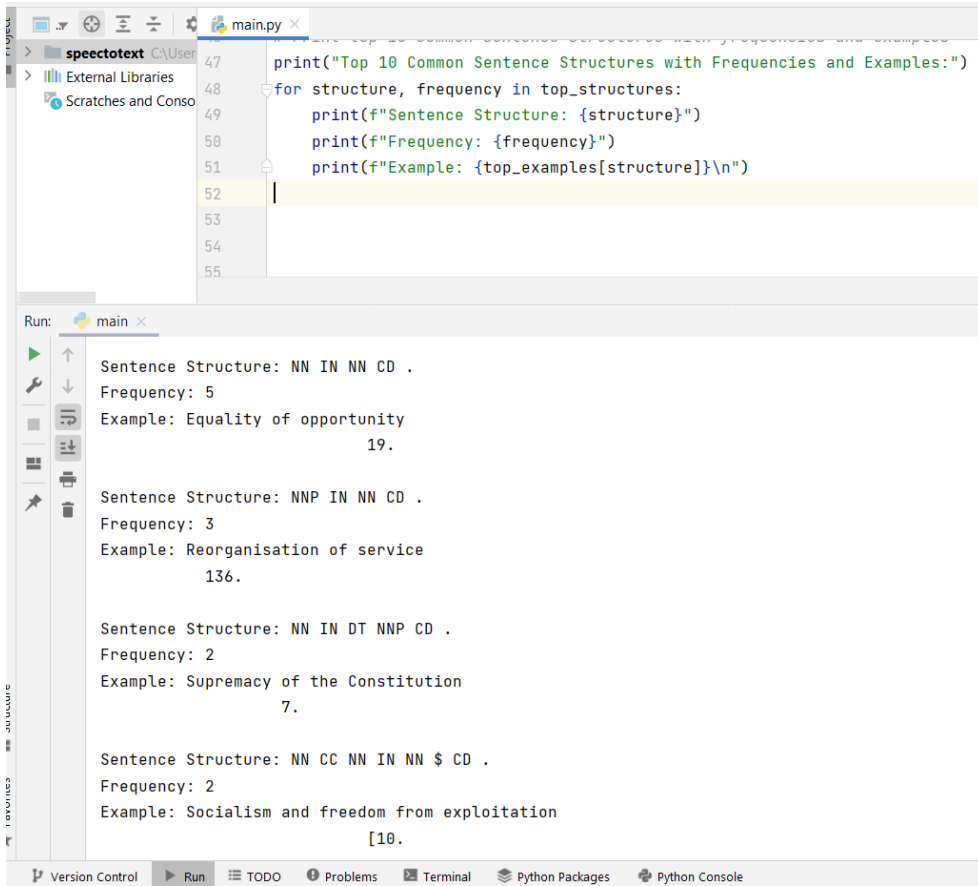 Project
main.py
speectotext C:\User
External Libraries
Scratches and Conso
47 print("Top 10 Common Sentence Structures with Frequencies and Examples:")
48 for structure, frequency in top_structures:
49 print(f"Sentence Structure: {structure}")
50 print(f"Frequency: {frequency}")
51 print(f"Example: {top_examples[structure]}\n")
52
53
54
55
Run: main
Sentence Structure: NN IN NN CD .
Frequency: 5
Example: Equality of opportunity
19.
Sentence Structure: NNP IN NN CD .
Frequency: 3
Example: Reorganisation of service
136.
Sentence Structure: NN IN DT NNP CD .
Frequency: 2
Example: Supremacy of the Constitution
7.
Sentence Structure: NN CC NN IN NN $ CD .
Frequency: 2
Example: Socialism and freedom from exploitation
[10.
Structure
Favorites
Version Control Run TODO Problems Terminal Python Packages Python Console